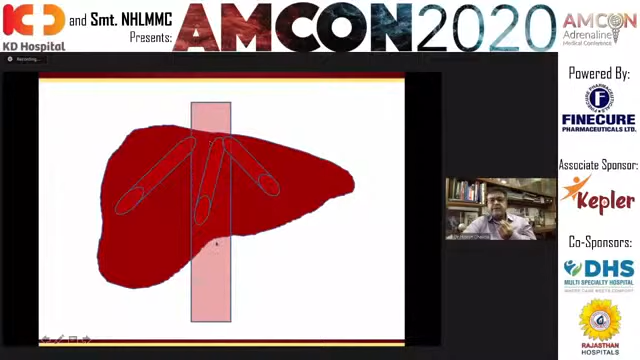 KD
KD Hospital
and Smt. NHLMMC
Presents:
AMCON2020
AMCON
Adrenaline
Medical Conference
Recording...
Powered By:
F
FINECURE
PHARMACEUTICALS LTD.
Associate Sponsor:
Kepler
Co-Sponsors:
DHS
MULTI SPECIALITY HOSPITAL
RAJASTHAN
HOSPITALS